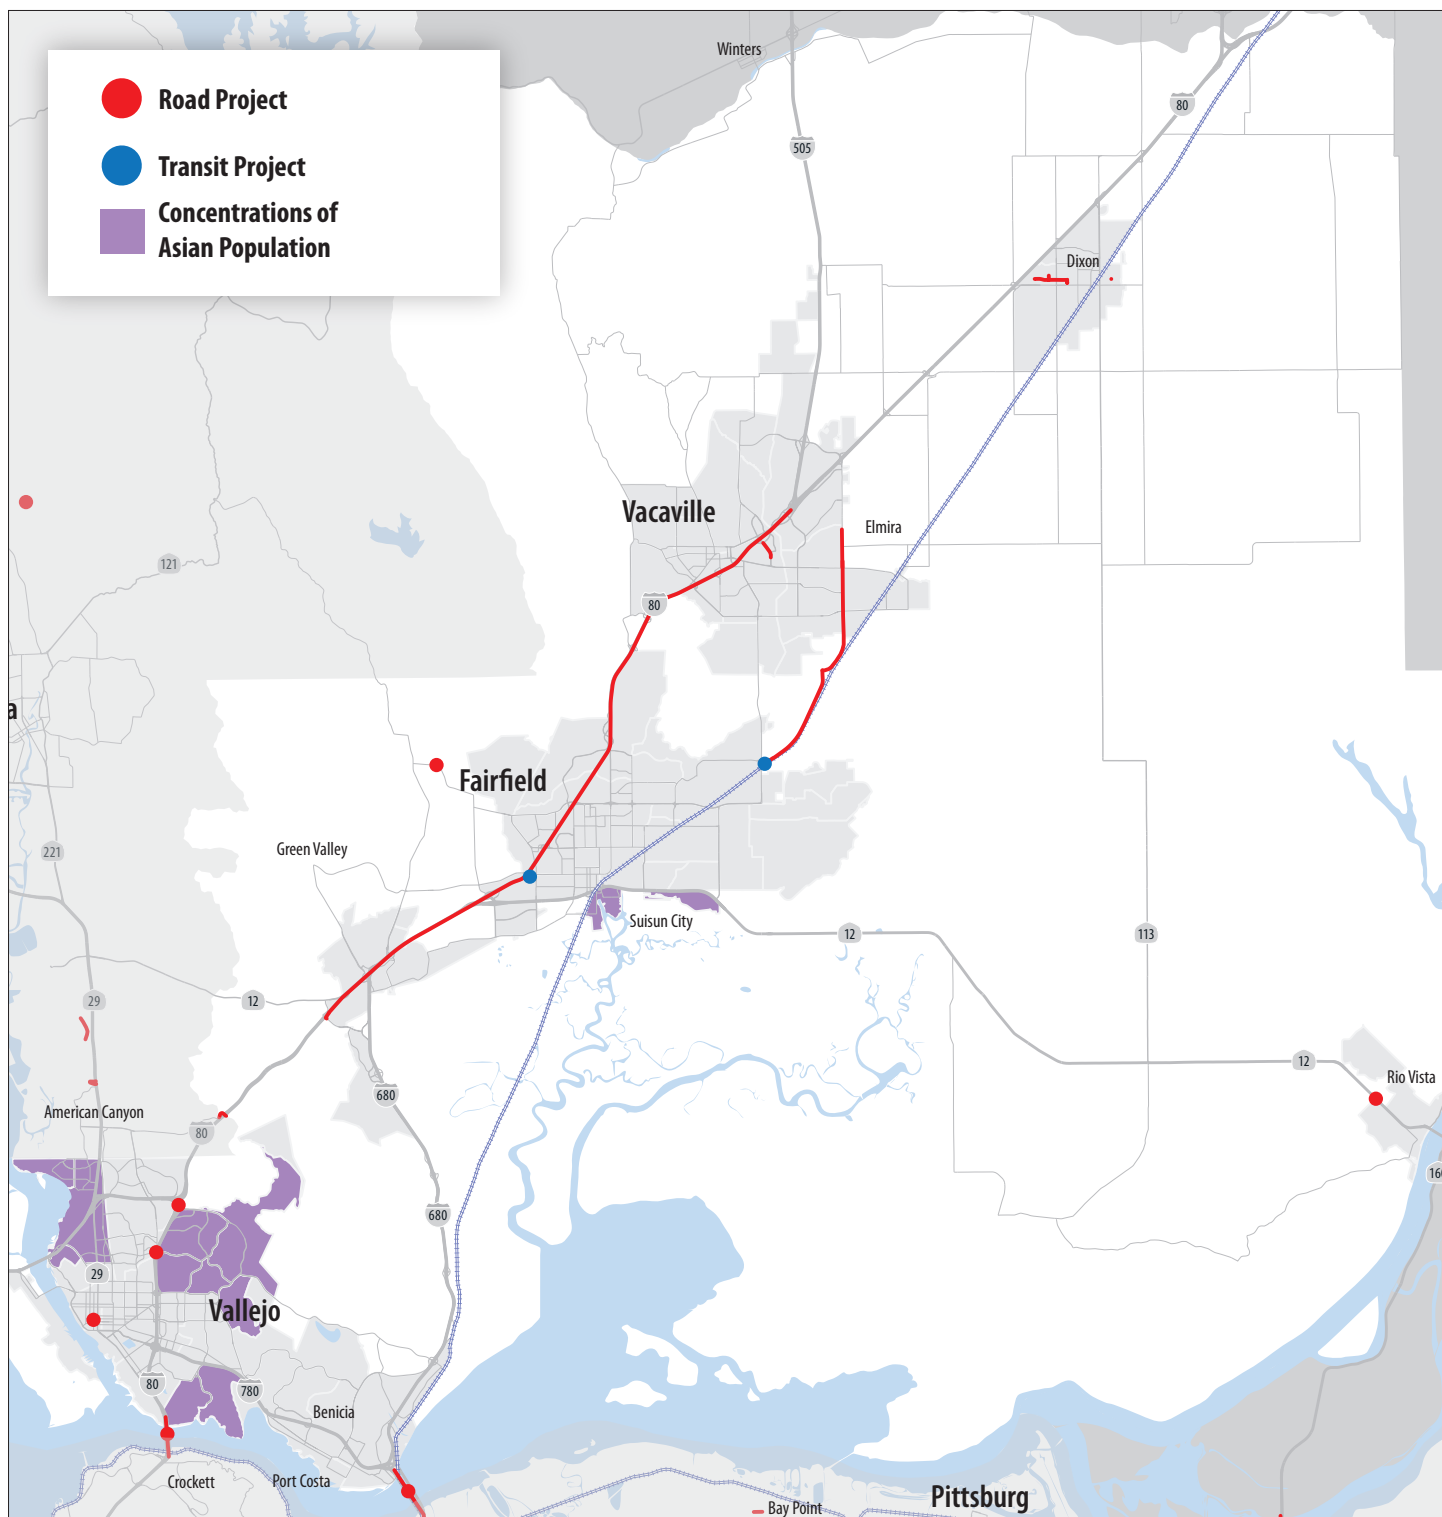 Road Project
Transit Project
Concentrations of
Asian Population
Winters
80
505
Dixon
Vacaville
Elmira
121
80
a
Fairfield
Green Valley
221
Suisun City
12
113
29
12
12
Rio Vista
680
American Canyon
80
16
680
29
Vallejo
80
780
Benicia
Crockett
Port Costa
Pittsburg
Bay Point